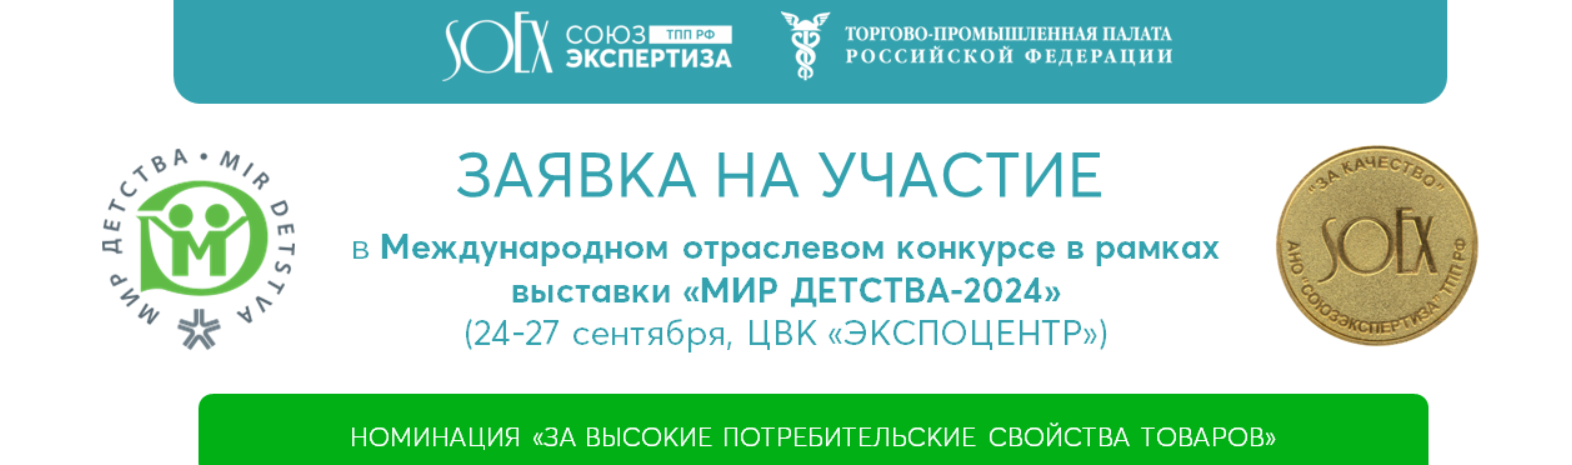 SOEX СОЮЗ ТПП РФ
ЭКСПЕРТИЗА
ТОРГОВО-ПРОМЫШЛЕННАЯ ПАЛАТА
РОССИЙСКОЙ ФЕДЕРАЦИИ
МИР ДЕТСТВА • MIR DETSTVA
М
ЗАЯВКА НА УЧАСТИЕ
в Международном отраслевом конкурсе в рамках
выставки «МИР ДЕТСТВА-2024»
(24-27 сентября, ЦВК «ЭКСПОЦЕНТР»)
"ЗА КАЧЕСТВО"
SOEX
АНО "СОЮЗЭКСПЕРТИЗА" ТПП РФ
НОМИНАЦИЯ «ЗА ВЫСОКИЕ ПОТРЕБИТЕЛЬСКИЕ СВОЙСТВА ТОВАРОВ»